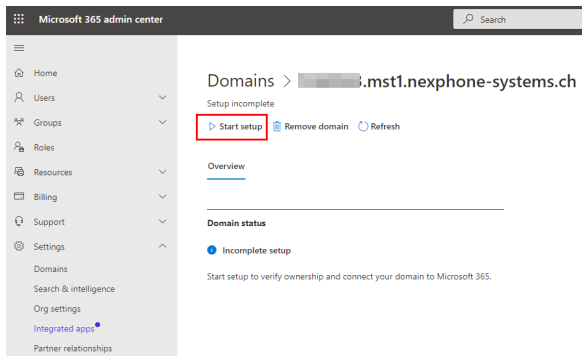 Microsoft 365 admin center
Search
Home
Users
Groups
Roles
Resources
Billing
Support
Settings
Domains
Search & intelligence
Org settings
Integrated apps
Partner relationships
Domains > .mst1.nexphone-systems.ch
Setup incomplete
Start setup Remove domain Refresh
Overview
Domain status
Incomplete setup
Start setup to verify ownership and connect your domain to Microsoft 365.